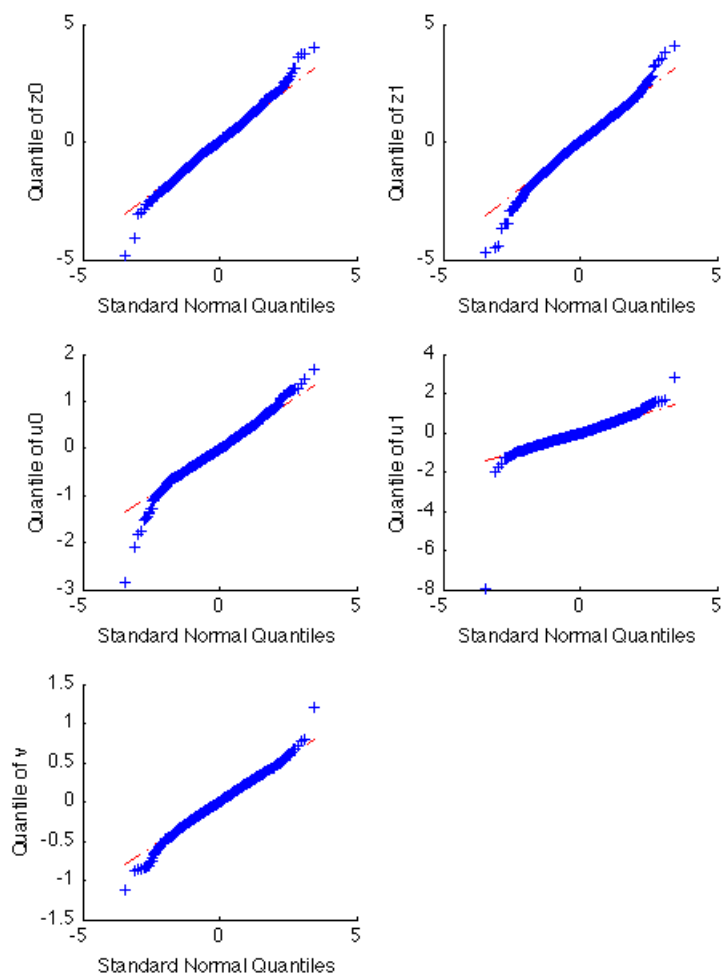 5
0
-5
-5 0 5
Quantile of z0
Standard Normal Quantiles
5
0
-5
-5 0 5
Quantile of z1
Standard Normal Quantiles
2
1
0
-1
-2
-3
-5 0 5
Quantile of u0
Standard Normal Quantiles
4
2
0
-2
-4
-6
-8
-5 0 5
Quantile of u1
Standard Normal Quantiles
1.5
1
0.5
0
-0.5
-1
-1.5
-5 0 5
Quantile of v
Standard Normal Quantiles